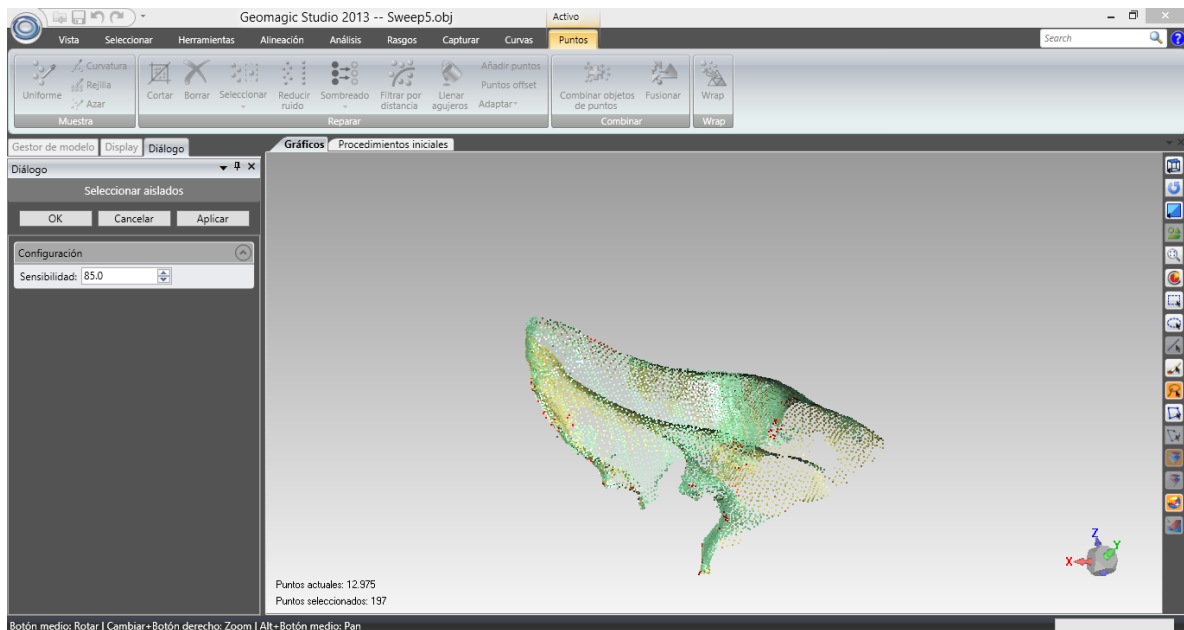 Geomagic Studio 2013 -- Sweep5.obj
Activo
Vista Seleccionar Herramientas Alineación Análisis Rasgos Capturar Curvas Puntos
Search
Uniforme
Curvatura
Rejilla
Azar
Muestra
Cortar Borrar Seleccionar
Reducir ruido
Sombreado
Filtrar por distancia
Llenar agujeros
Añadir puntos
Puntos offset
Adaptar
Reparar
Combinar objetos de puntos
Fusionar
Combinar
Wrap
Wrap
Gestor de modelo Display Diálogo
Gráficos Procedimientos iniciales
Diálogo
Seleccionar aislados
OK Cancelar Aplicar
Configuración
Sensibilidad: 85.0
Z
Y
X
Puntos actuales: 12.975
Puntos seleccionados: 197
Botón medio: Rotar | Cambiar+Botón derecho: Zoom | Alt+Botón medio: Pan